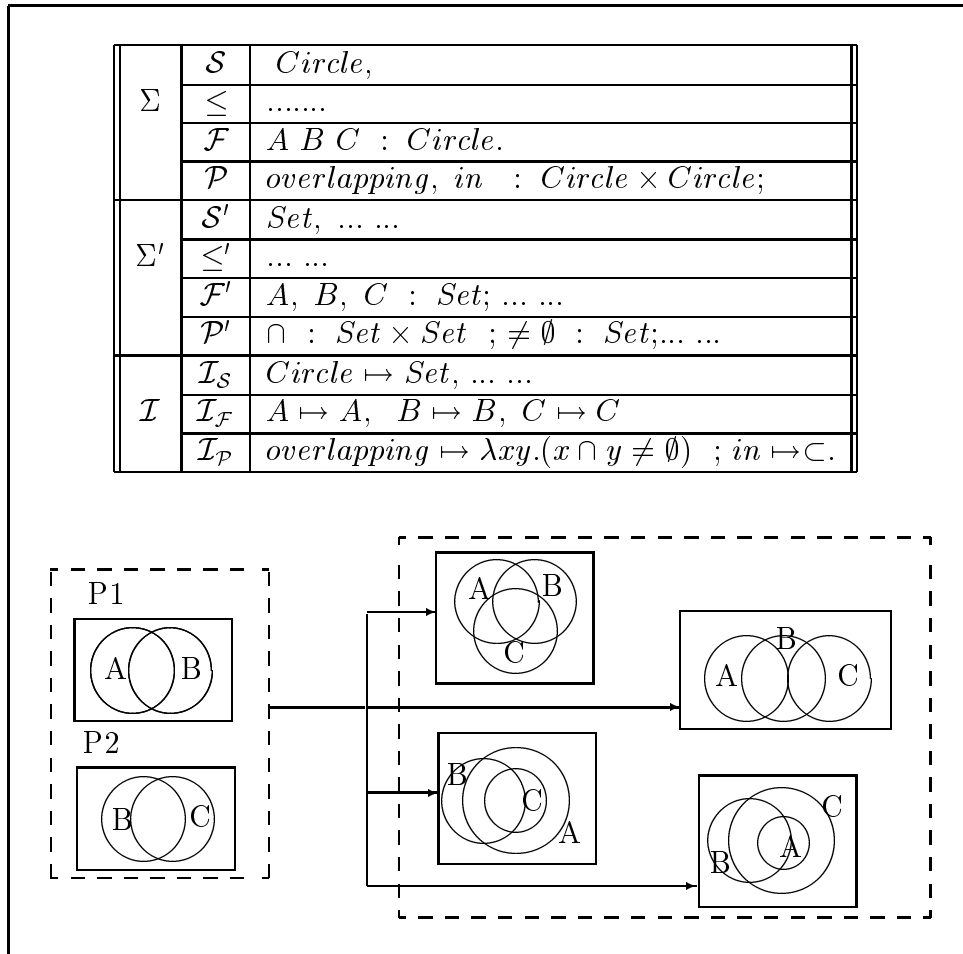 Σ 𝒮 Circle,
≤ .......
ℱ A B C : Circle.
𝒫 overlapping, in : Circle × Circle;
Σ′ 𝒮′ Set, ... ...
≤′ ... ...
ℱ′ A, B, C : Set; ... ...
𝒫′ ∩ : Set × Set ; ≠ ∅ : Set;... ...
ℐ ℐ𝒮 Circle ↦ Set, ... ...
ℐℱ A ↦ A, B ↦ B, C ↦ C
ℐ𝒫 overlapping ↦ λxy.(x ∩ y ≠ ∅) ; in ↦⊂.
P1
A B
P2
B C
A B
C
B
A C
B
C
A
C
A
B